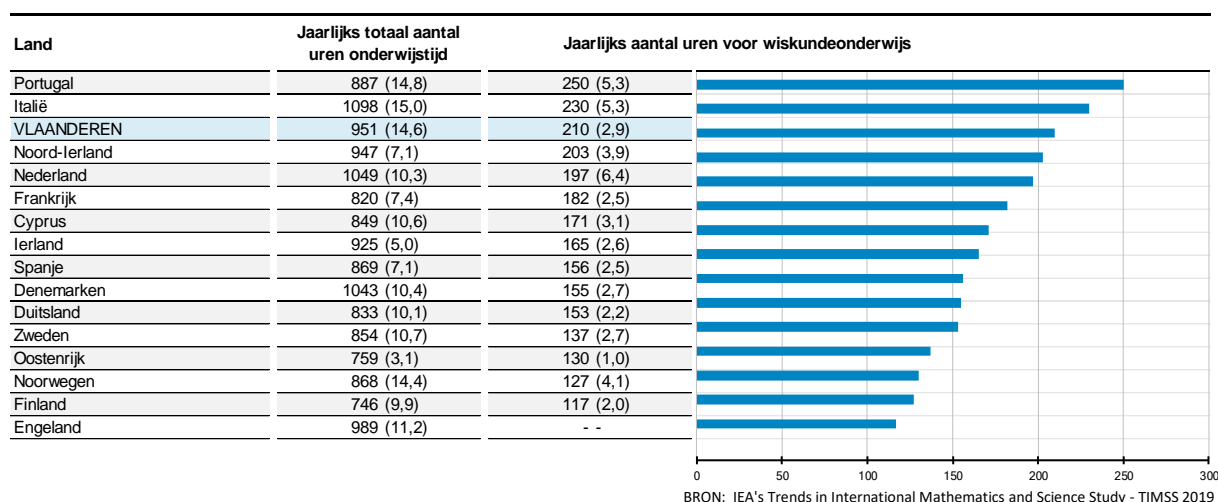 Land Jaarlijks totaal aantal uren onderwijstijd Jaarlijks aantal uren voor wiskundeonderwijs
Portugal 887 (14,8) 250 (5,3)
Italië 1098 (15,0) 230 (5,3)
VLAANDEREN 951 (14,6) 210 (2,9)
Noord-Ierland 947 (7,1) 203 (3,9)
Nederland 1049 (10,3) 197 (6,4)
Frankrijk 820 (7,4) 182 (2,5)
Cyprus 849 (10,6) 171 (3,1)
Ierland 925 (5,0) 165 (2,6)
Spanje 869 (7,1) 156 (2,5)
Denemarken 1043 (10,4) 155 (2,7)
Duitsland 833 (10,1) 153 (2,2)
Zweden 854 (10,7) 137 (2,7)
Oostenrijk 759 (3,1) 130 (1,0)
Noorwegen 868 (14,4) 127 (4,1)
Finland 746 (9,9) 117 (2,0)
Engeland 989 (11,2) - -
0 50 100 150 200 250 300
BRON: IEA's Trends in International Mathematics and Science Study - TIMSS 2019